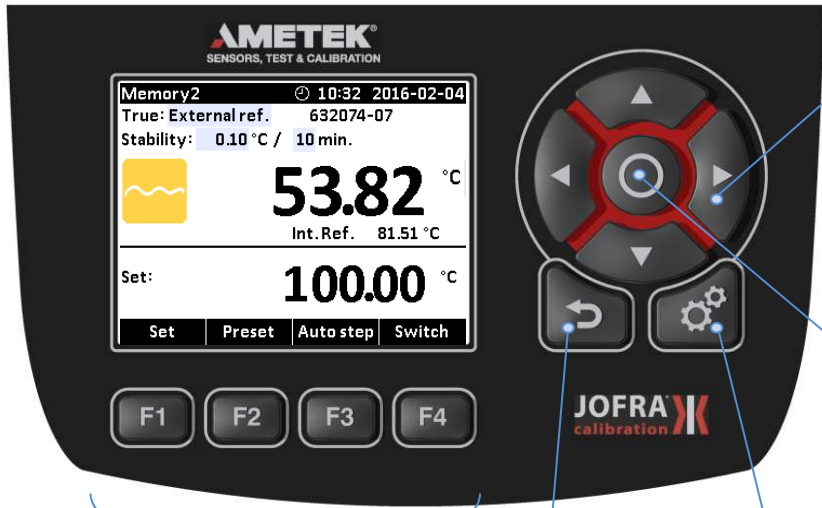 AMETEK®
SENSORS, TEST & CALIBRATION
Memory2 10:32 2016-02-04
True: External ref. 632074-07
Stability: 0.10 °C / 10 min.
53.82 °C
Int.Ref. 81.51 °C
Set: 100.00 °C
Set Preset Auto step Switch
F1 F2 F3 F4
JOFRA
calibration